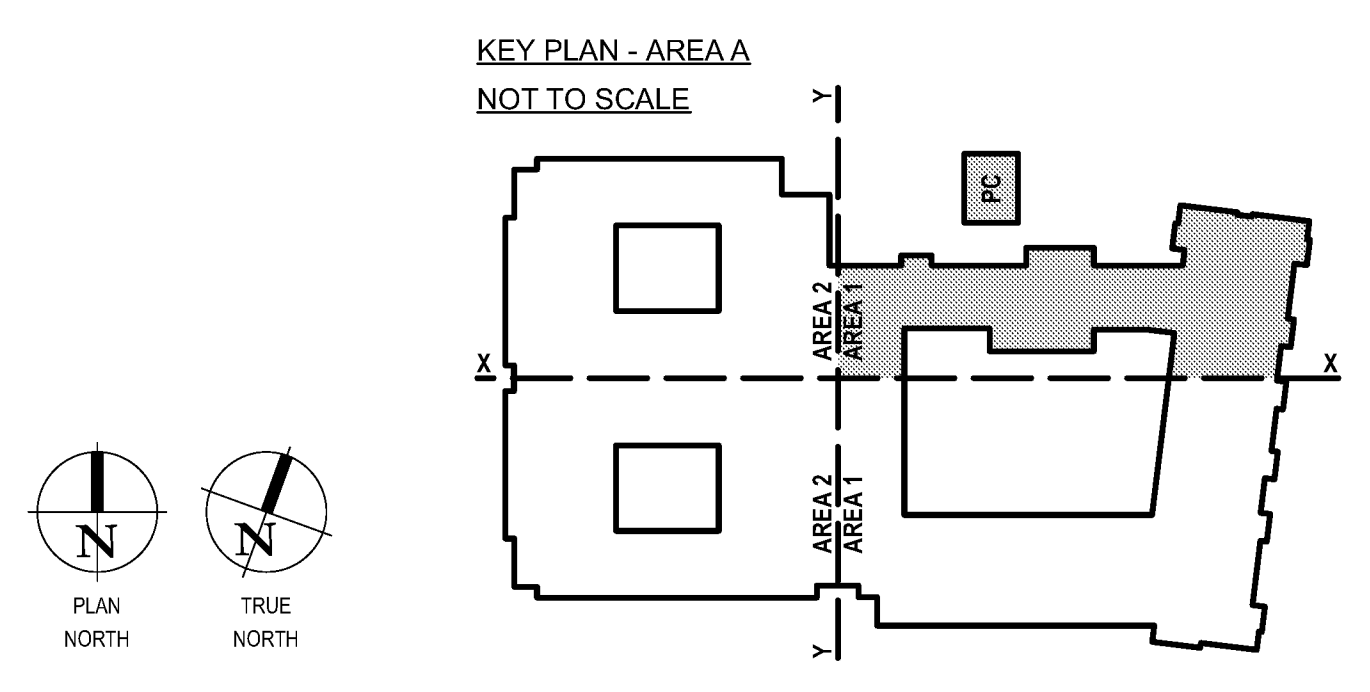 KEY PLAN - AREA A
NOT TO SCALE
Y
PC
AREA 2
AREA 1
X
X
AREA 2
AREA 1
N
N
PLAN
NORTH
TRUE
NORTH
Y